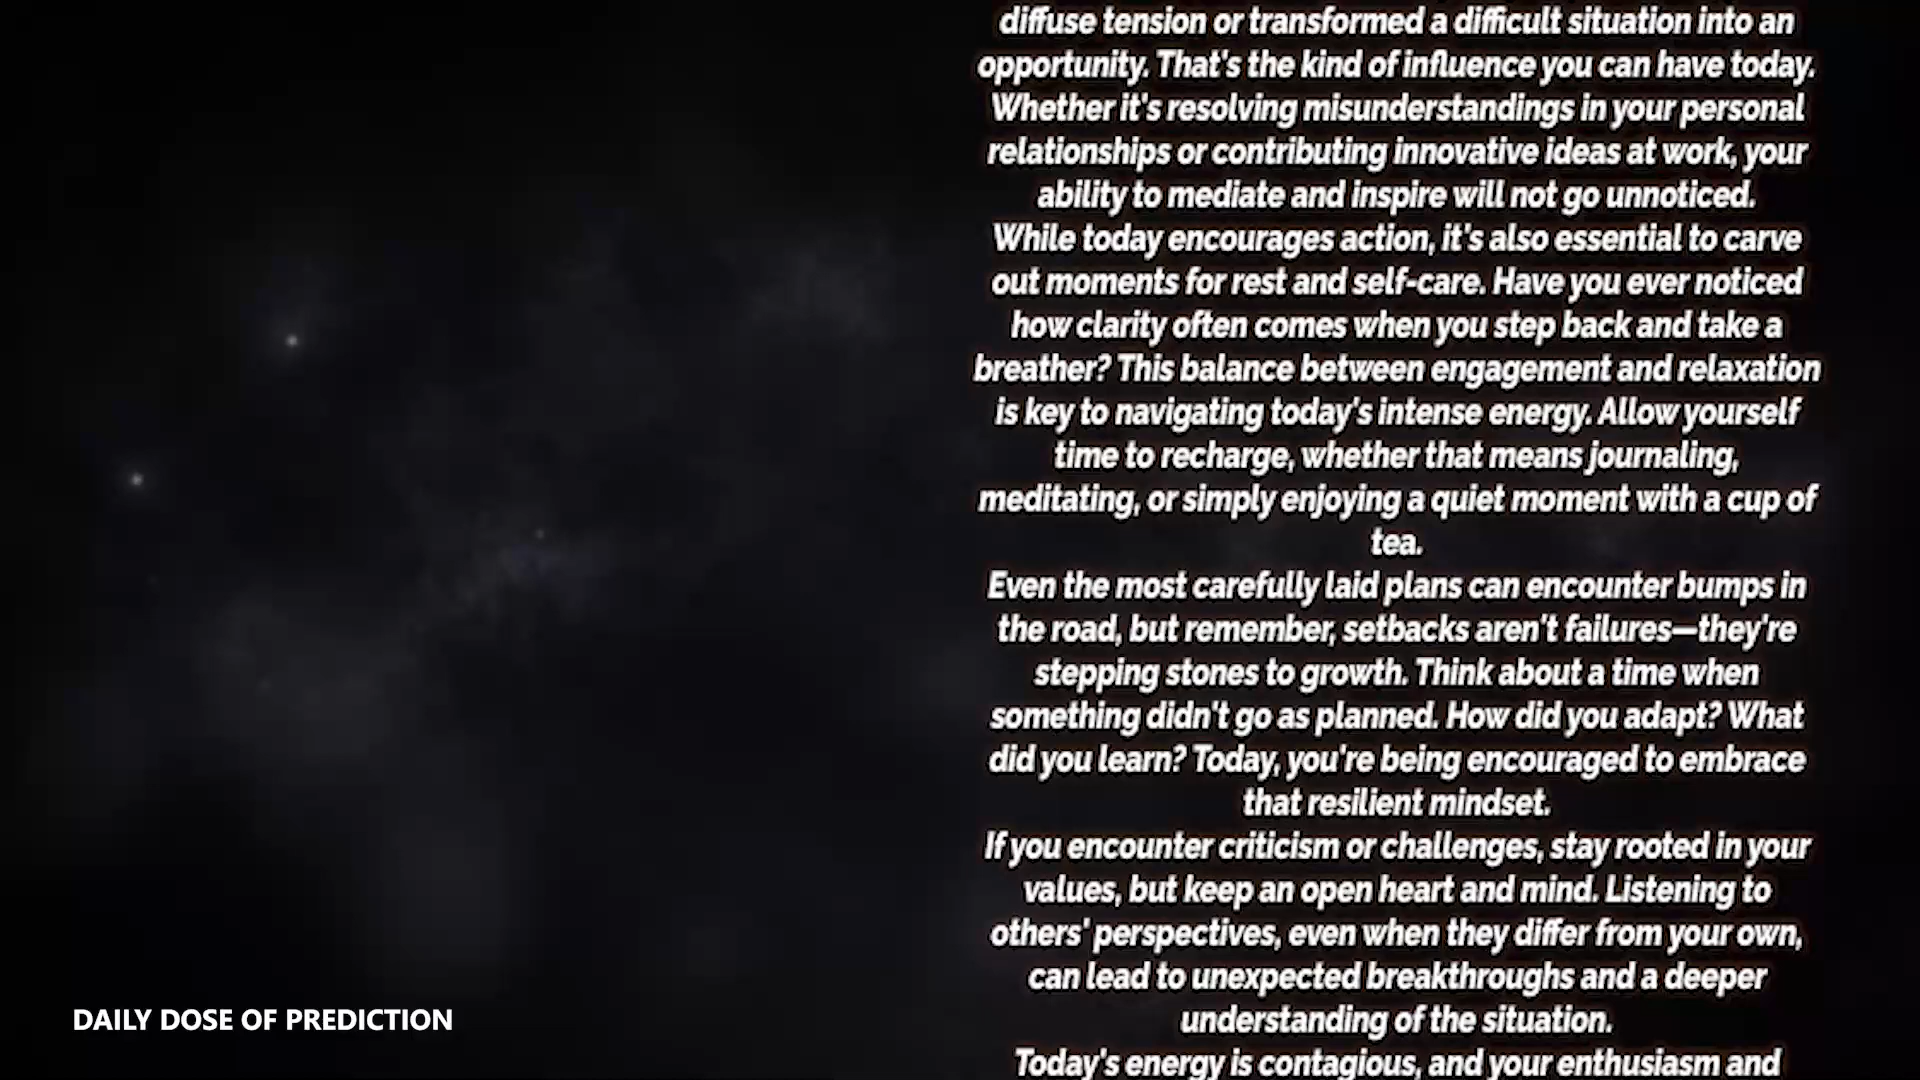 diffuse tension or transformed a difficult situation into an
opportunity. That's the kind of influence you can have today.
Whether it's resolving misunderstandings in your personal
relationships or contributing innovative ideas at work, your
ability to mediate and inspire will not go unnoticed.
While today encourages action, it's also essential to carve
out moments for rest and self-care. Have you ever noticed
how clarity often comes when you step back and take a
breather? This balance between engagement and relaxation
is key to navigating today's intense energy. Allow yourself
time to recharge, whether that means journaling,
meditating, or simply enjoying a quiet moment with a cup of
tea.
Even the most carefully laid plans can encounter bumps in
the road, but remember, setbacks aren't failures—they're
stepping stones to growth. Think about a time when
something didn't go as planned. How did you adapt? What
did you learn? Today, you're being encouraged to embrace
that resilient mindset.
If you encounter criticism or challenges, stay rooted in your
values, but keep an open heart and mind. Listening to
others' perspectives, even when they differ from your own,
can lead to unexpected breakthroughs and a deeper
understanding of the situation.
Today's energy is contagious, and your enthusiasm and
DAILY DOSE OF PREDICTION